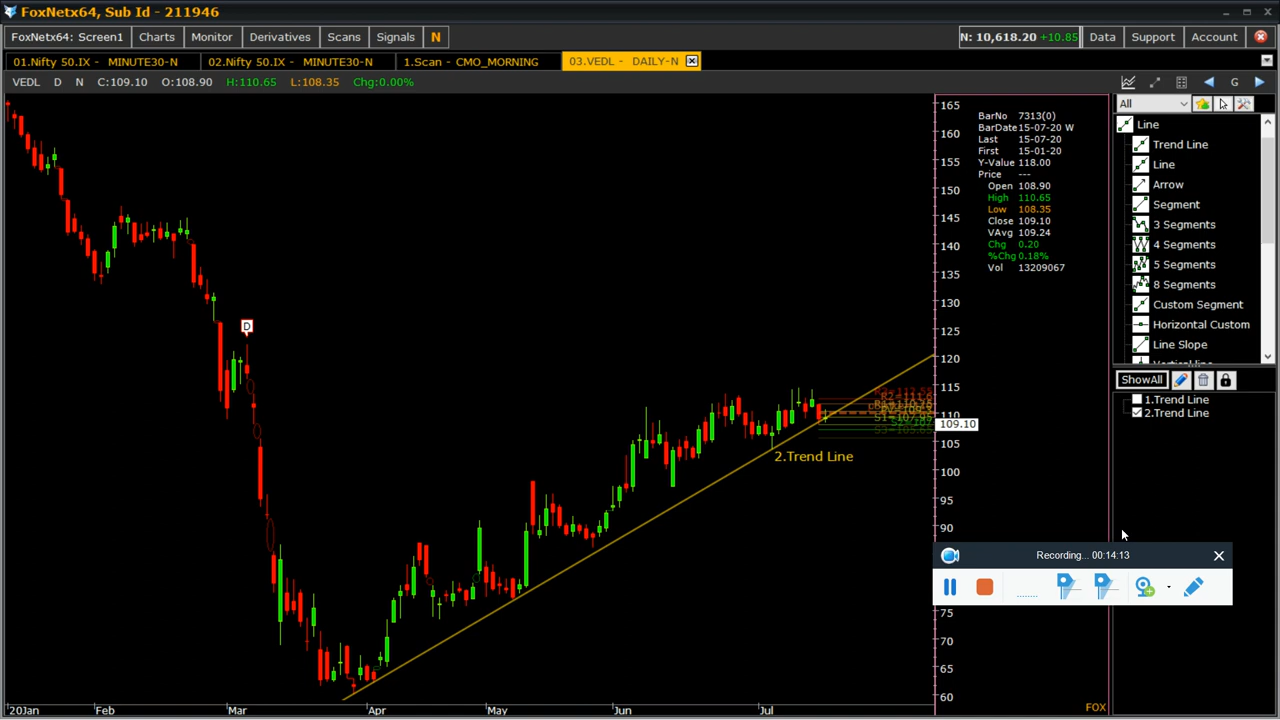 FoxNetx64, Sub Id - 211946
FoxNetx64: Screen1 Charts Monitor Derivatives Scans Signals N N: 10,618.20 +10.85 Data Support Account
01.Nifty 50.IX - MINUTE30-N 02.Nifty 50.IX - MINUTE30-N 1.Scan - CMO_MORNING 03.VEDL - DAILY-N
VEDL D N C:109.10 O:108.90 H:110.65 L:108.35 Chg:0.00% G
All
Line
Trend Line
Line
Arrow
Segment
3 Segments
4 Segments
5 Segments
8 Segments
Custom Segment
Horizontal Custom
Line Slope
ShowAll
1.Trend Line
2.Trend Line
BarNo 7313(0)
BarDate 15-07-20 W
Last 15-07-20
First 15-01-20
Y-Value 118.00
Price ---
Open 108.90
High 110.65
Low 108.35
Close 109.10
VAvg 109.24
Chg 0.20
%Chg 0.18%
Vol 13209067
165
160
155
150
145
140
135
130
125
120
115
110
109.10
105
100
95
90
75
70
65
60
D
2.Trend Line
Recording... 00:14:13
20Jan Feb Mar Apr May Jun Jul FOX